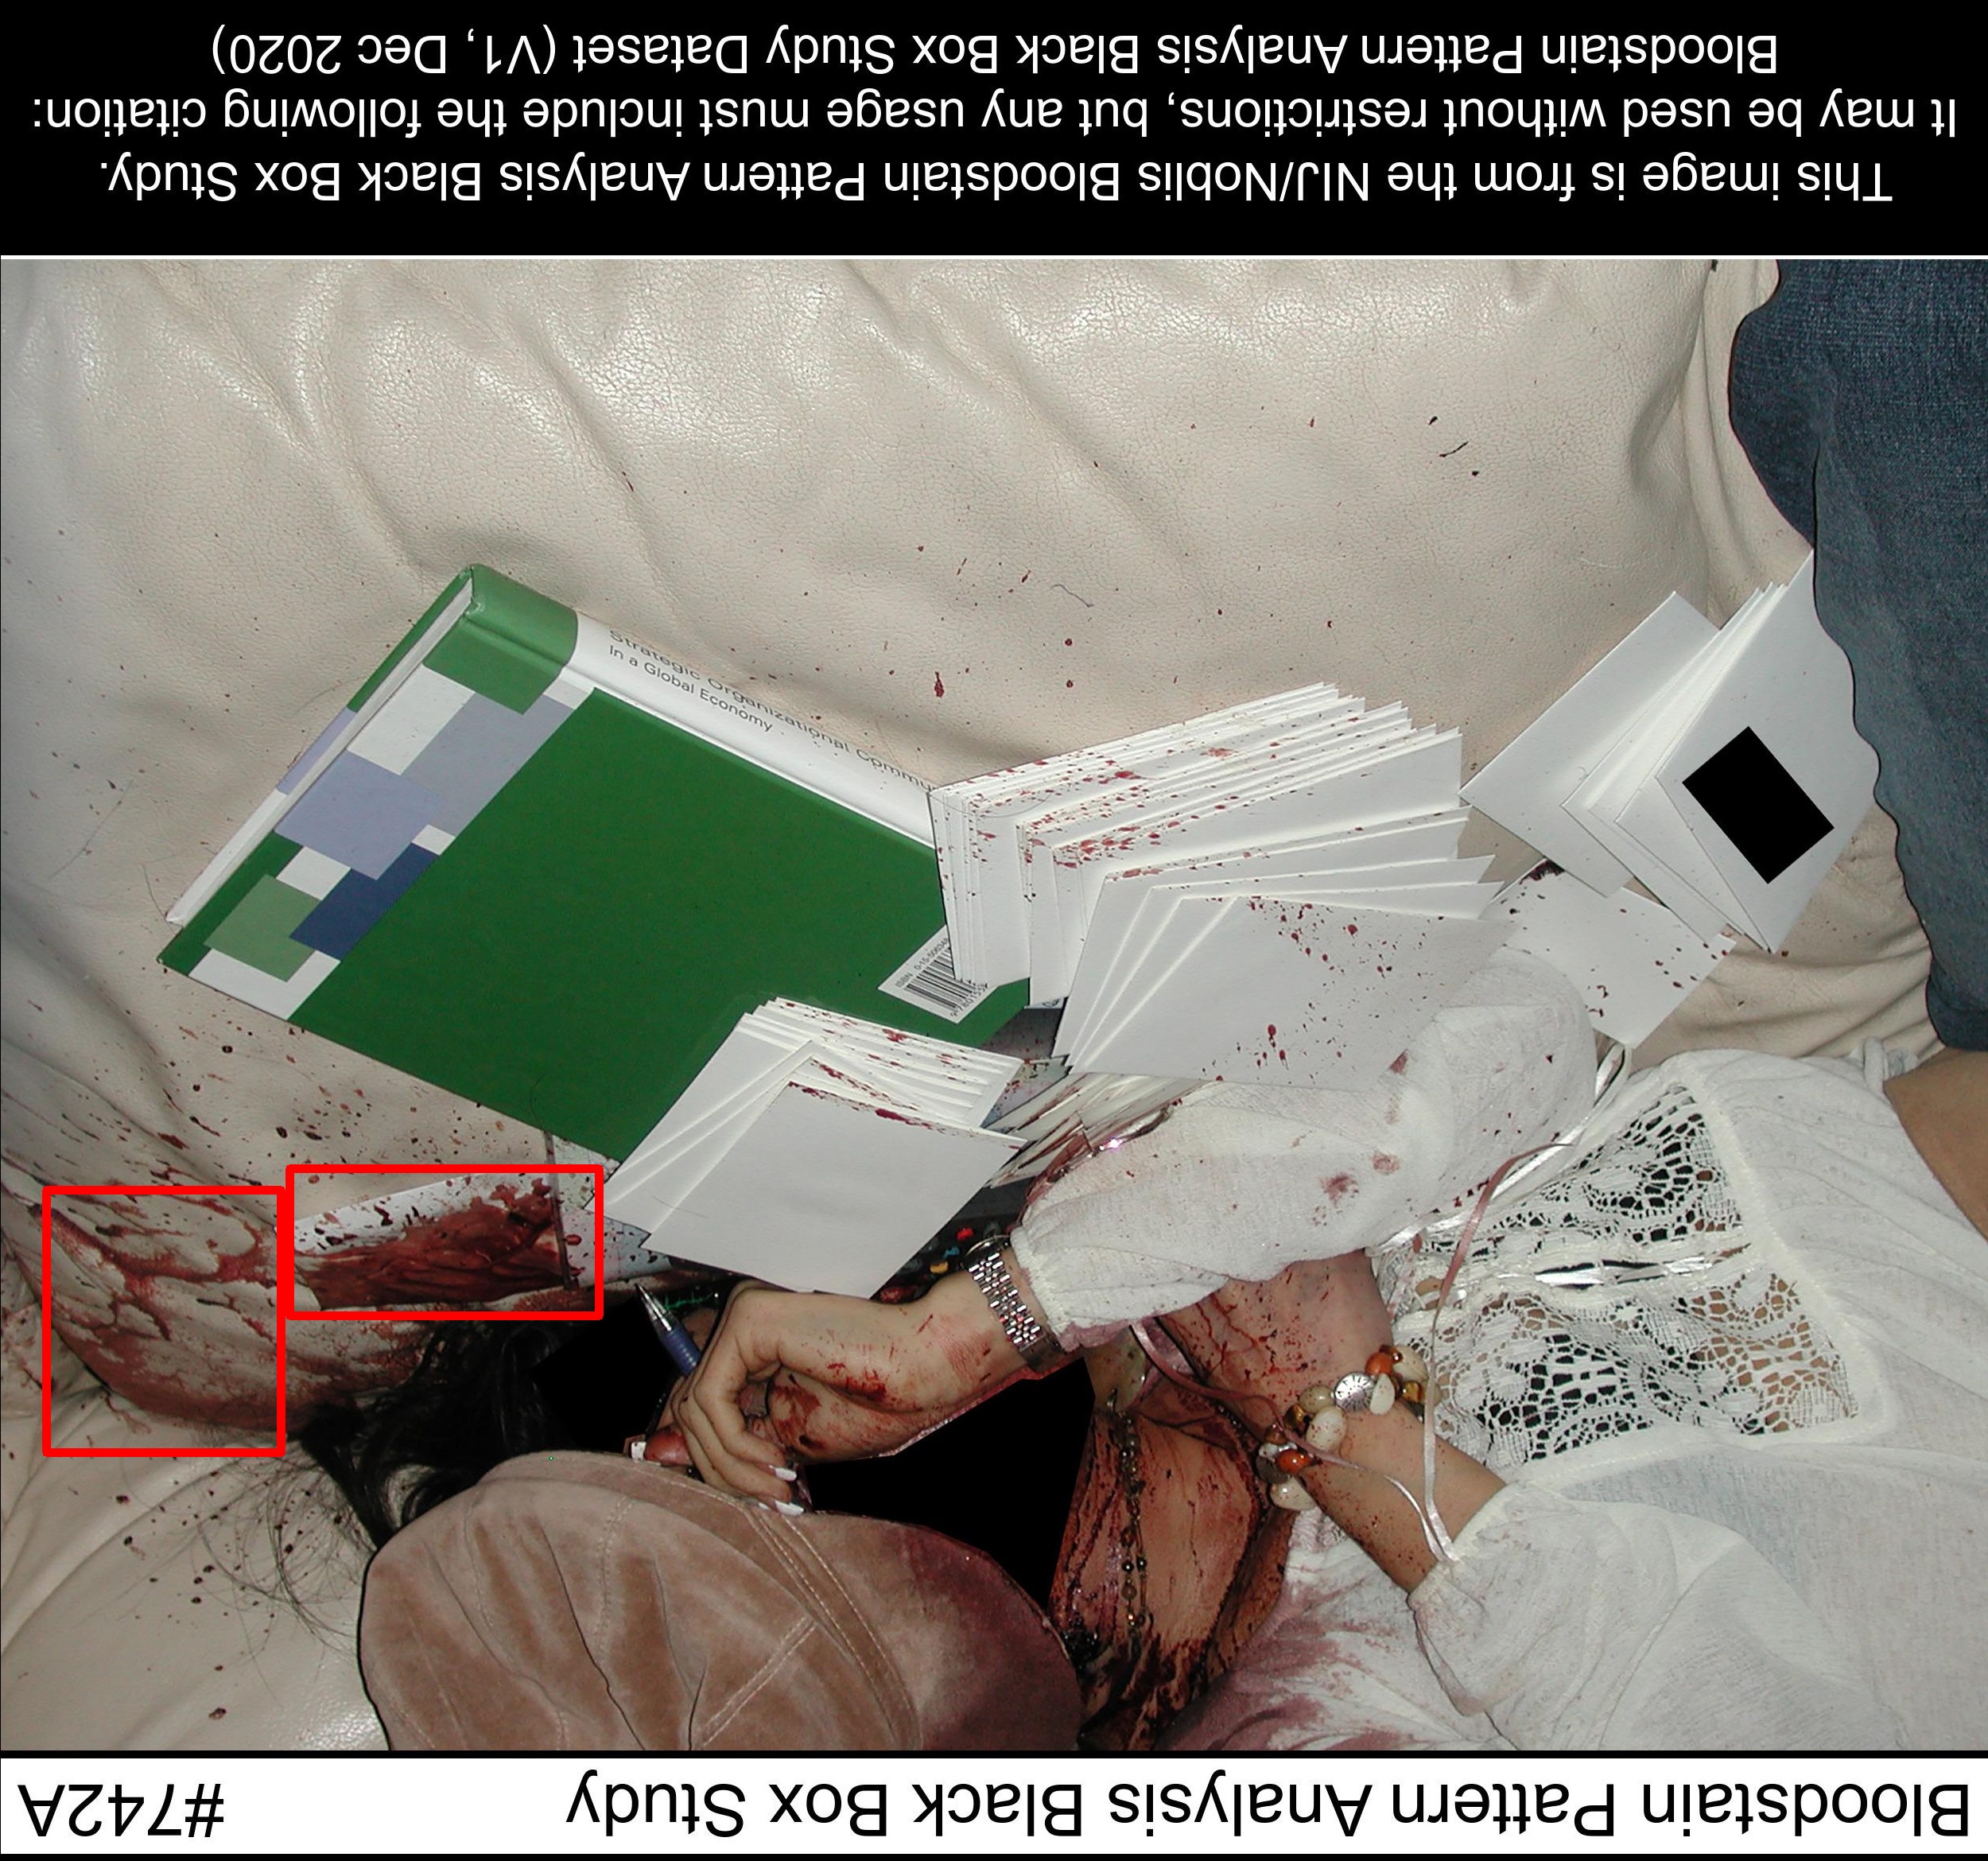 Bloodstain Pattern Analysis Black Box Study #742A
Strategic Organizational Commu
In a Global Economy
ISBN
This image is from the NIJ/Noblis Bloodstain Pattern Analysis Black Box Study.
It may be used without restrictions, but any usage must include the following citation:
Bloodstain Pattern Analysis Black Box Study Dataset (V1, Dec 2020)